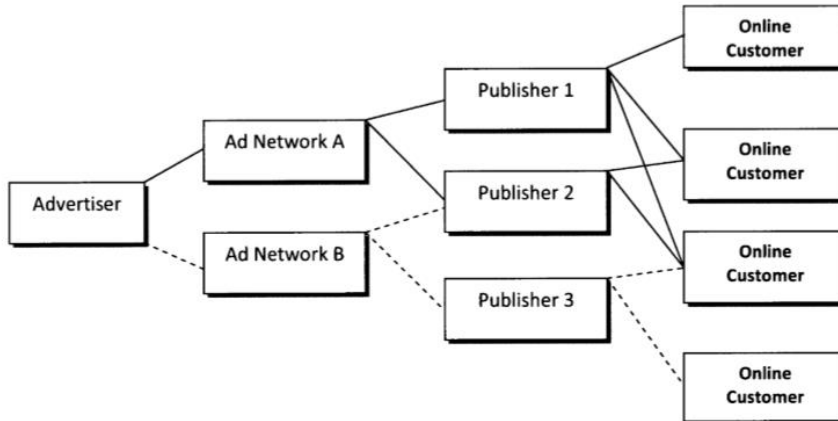 Advertiser
Ad Network A
Ad Network B
Publisher 1
Publisher 2
Publisher 3
Online
Customer
Online
Customer
Online
Customer
Online
Customer